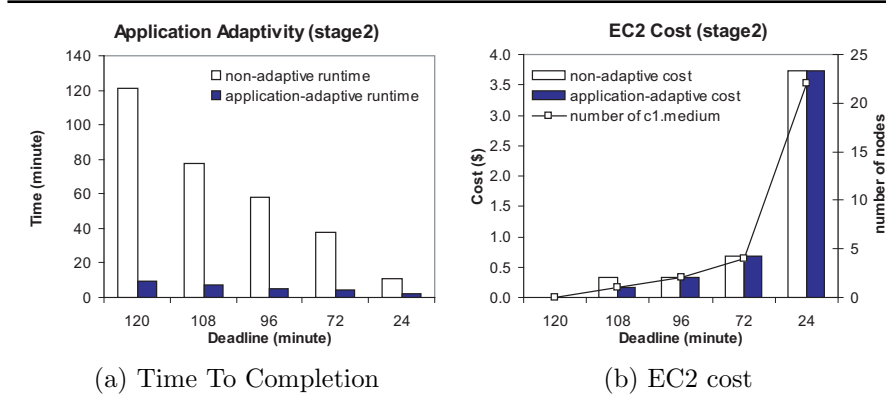 Application Adaptivity (stage2)
140
120
100
80
60
40
20
0
Time (minute)
non-adaptive runtime
application-adaptive runtime
120 108 96 72 24
Deadline (minute)
(a) Time To Completion
EC2 Cost (stage2)
4.0
3.5
3.0
2.5
2.0
1.5
1.0
0.5
0.0
Cost ($)
non-adaptive cost
application-adaptive cost
number of c1.medium
25
20
15
10
5
0
number of nodes
120 108 96 72 24
Deadline (minute)
(b) EC2 cost